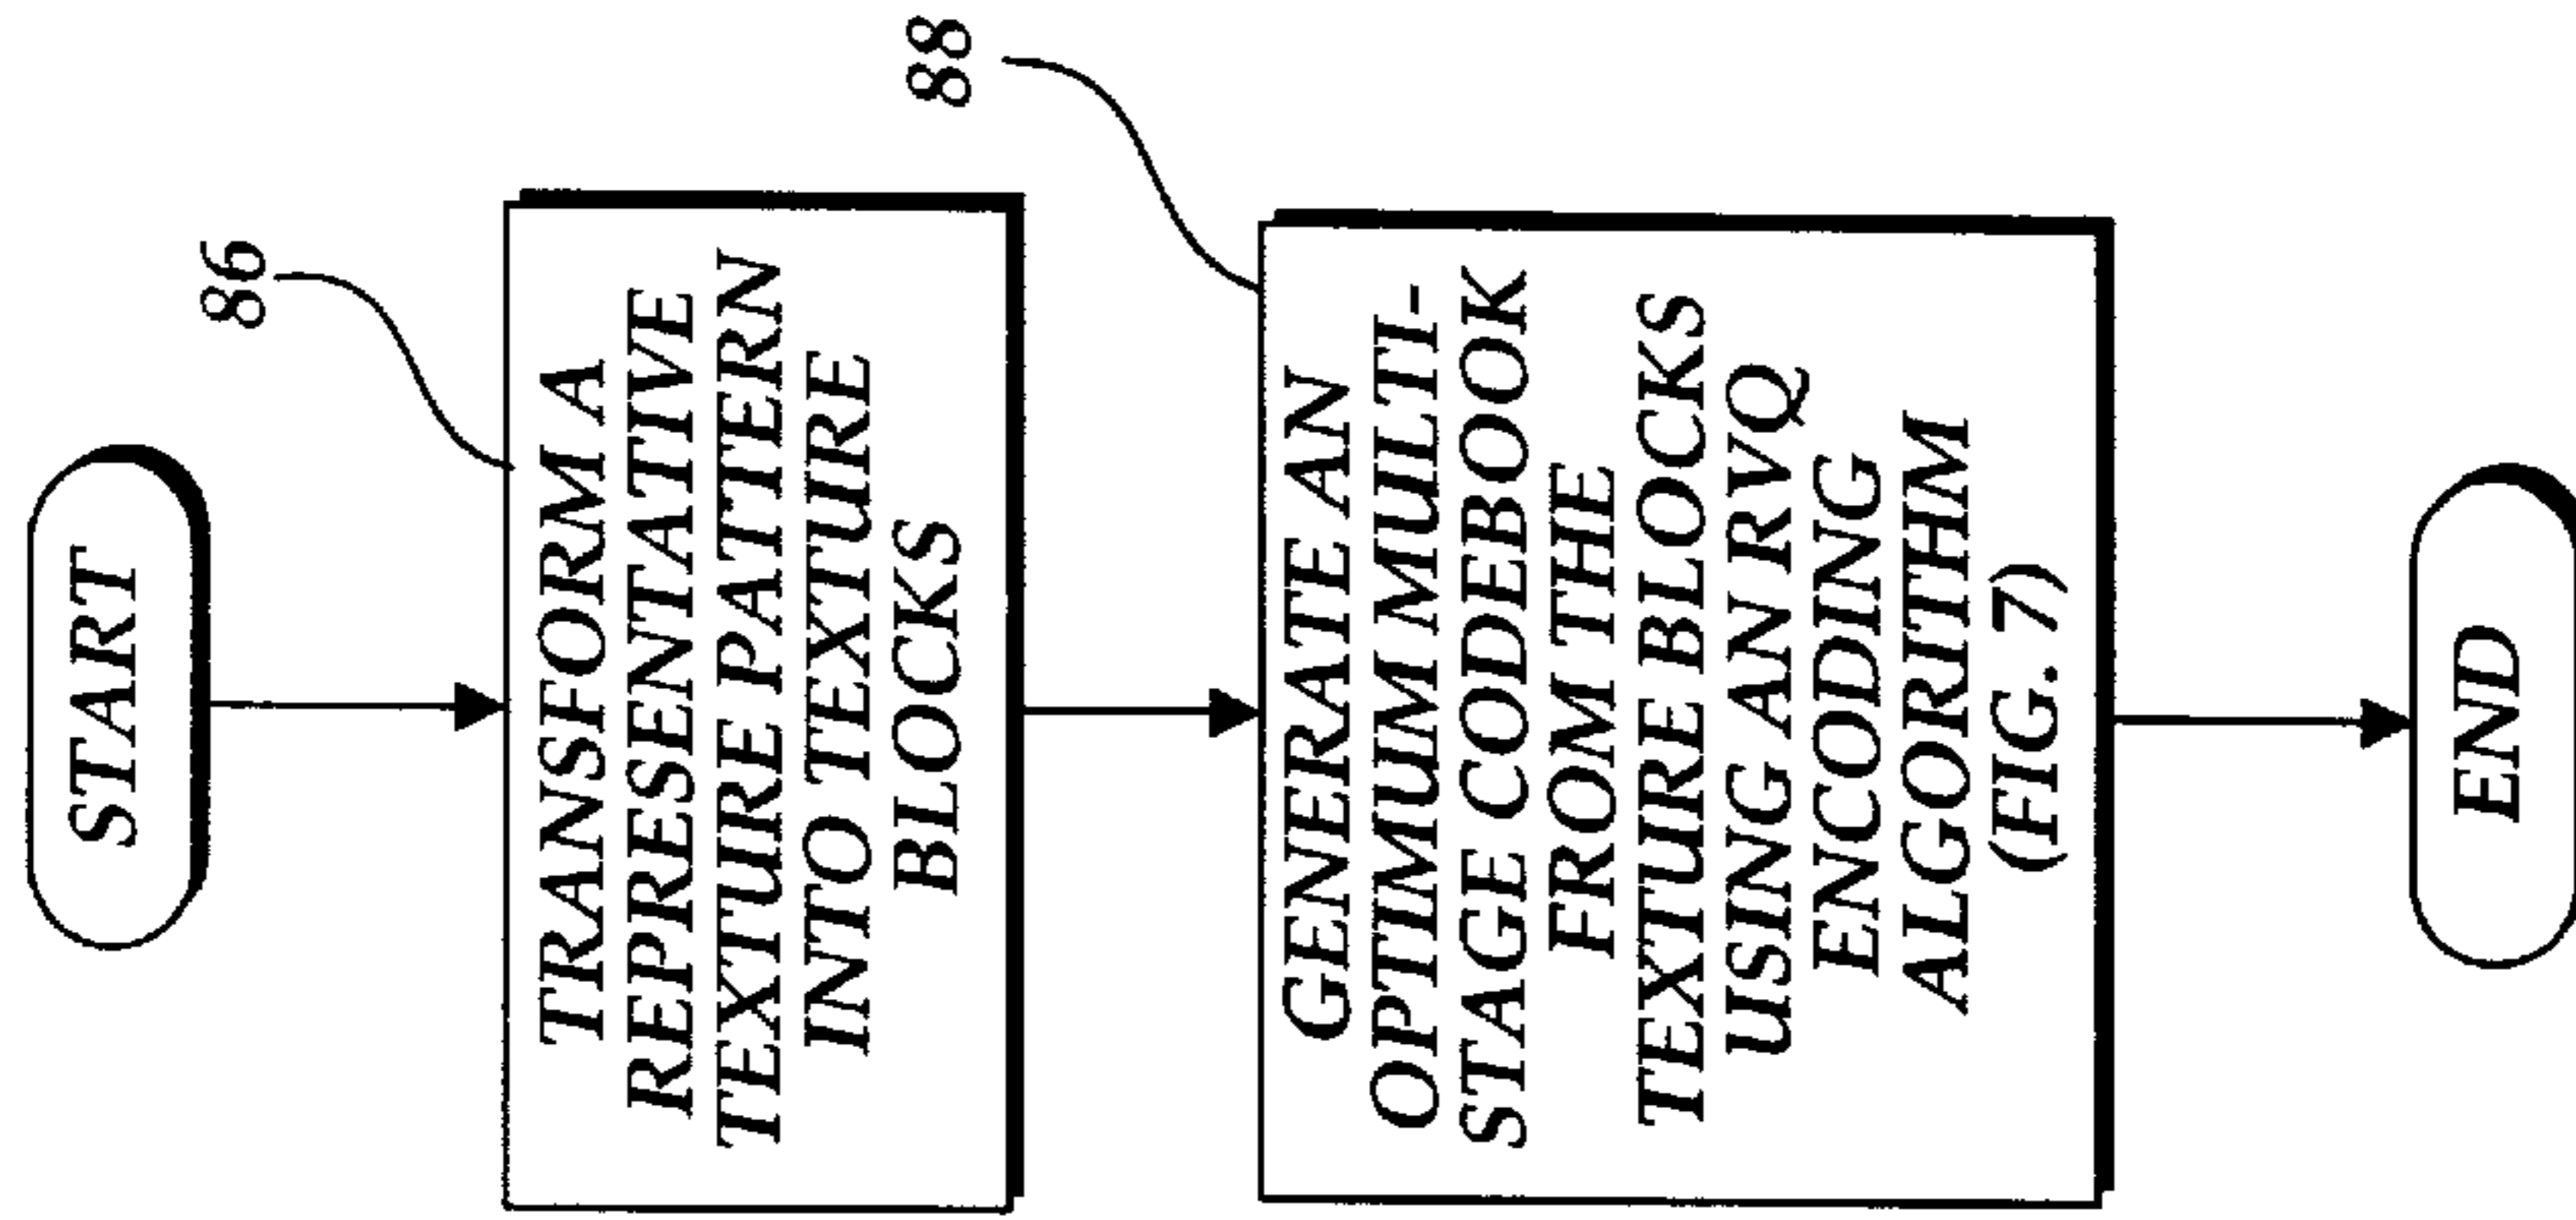 START
86
TRANSFORM A
REPRESENTATIVE
TEXTURE PATTERN
INTO TEXTURE
BLOCKS
88
GENERATE AN
OPTIMUM MULTI-
STAGE CODEBOOK
FROM THE
TEXTURE BLOCKS
USING AN RVQ
ENCODING
ALGORITHM
(FIG. 7)
END